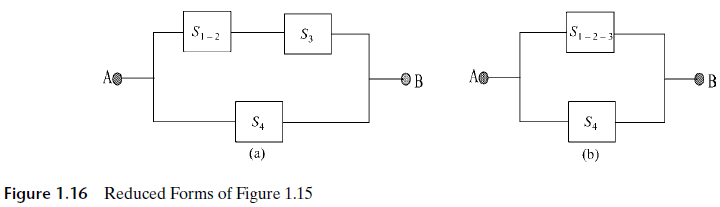 S1-2 S3 S1-2-3
A B A B
S4 S4
(a) (b)
Figure 1.16 Reduced Forms of Figure 1.15